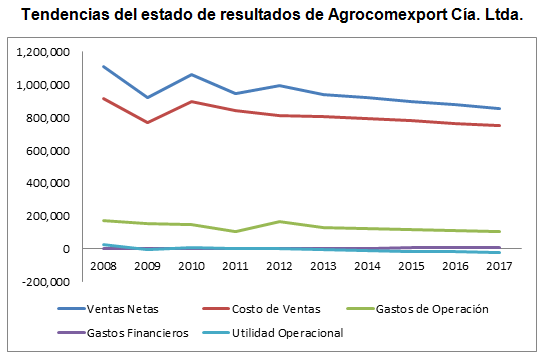 Tendencias del estado de resultados de Agrocomexport Cía. Ltda.
1,200,000
1,000,000
800,000
600,000
400,000
200,000
0
-200,000
2008 2009 2010 2011 2012 2013 2014 2015 2016 2017
Ventas Netas Costo de Ventas Gastos de Operación
Gastos Financieros Utilidad Operacional